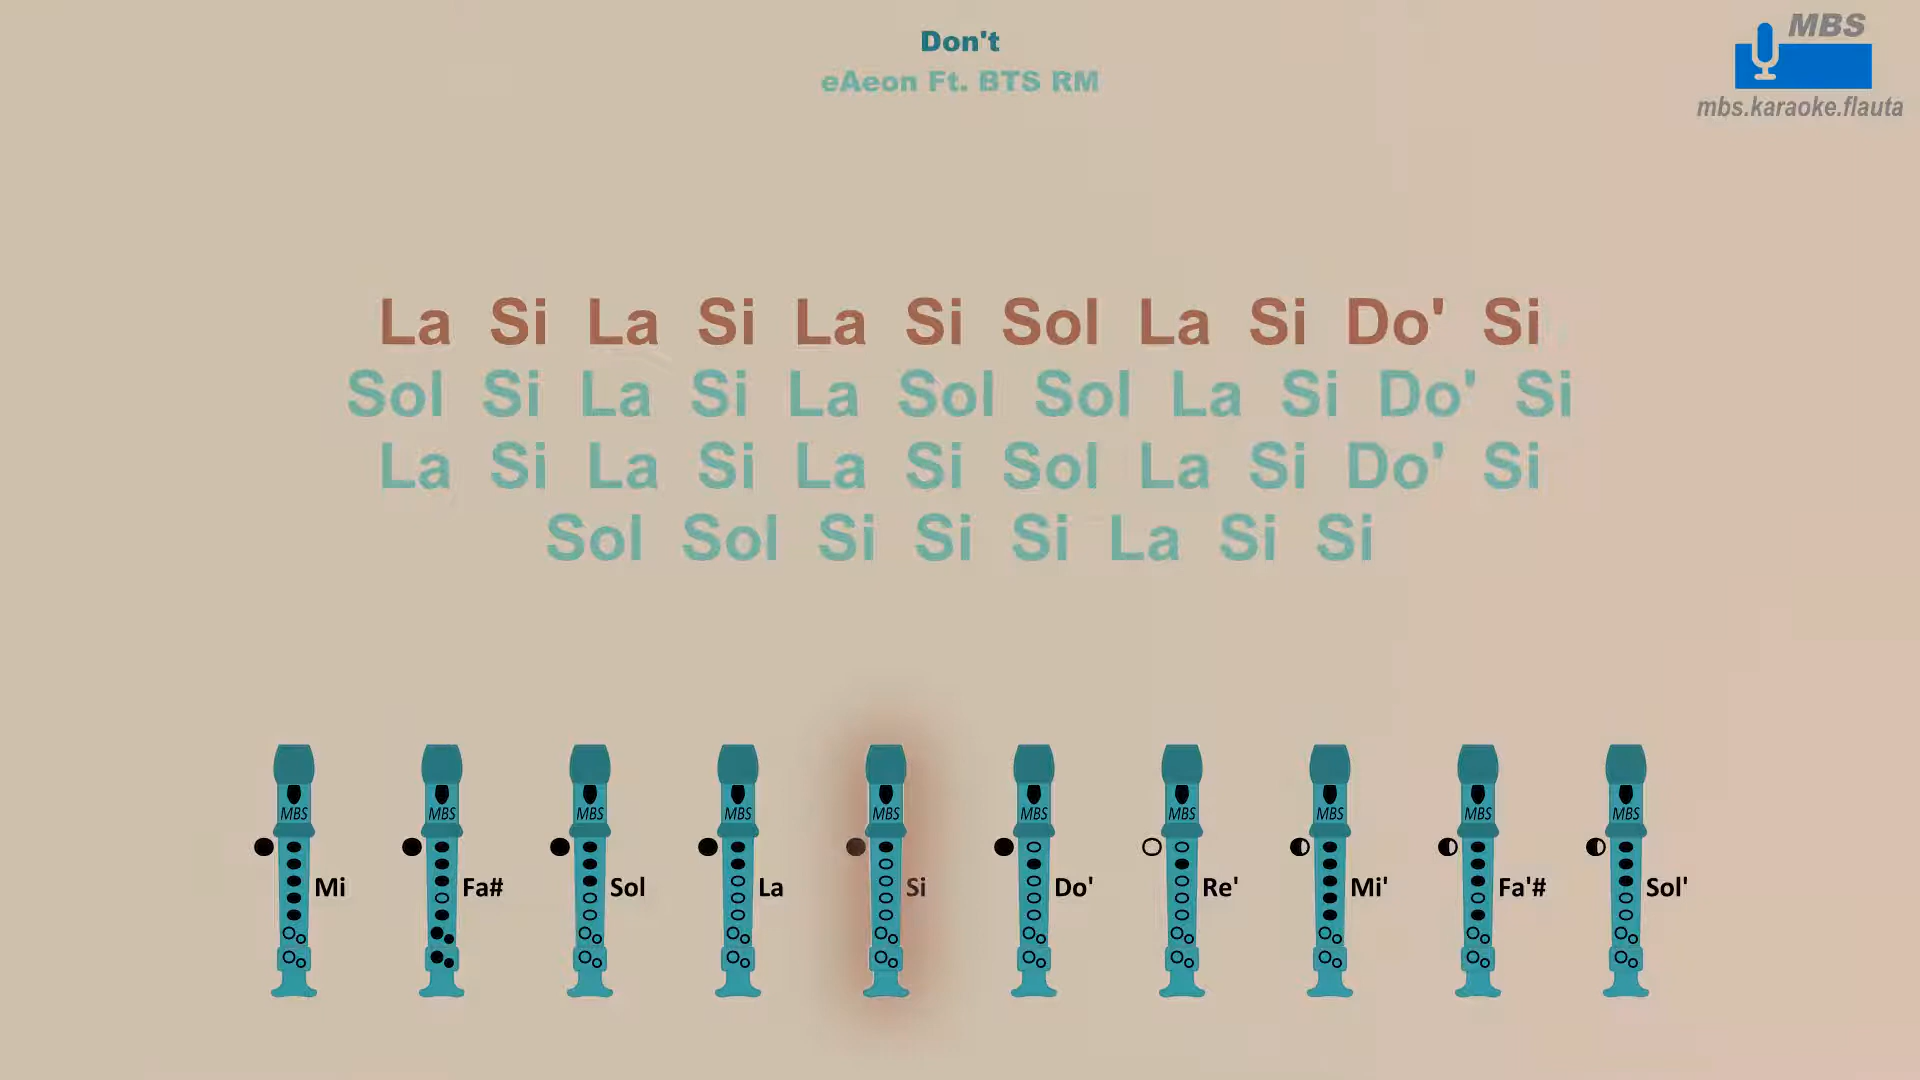 Don't
eAeon Ft. BTS RM
MBS
mbs.karaoke.flauta
La Si La Si La Si Sol La Si Do' Si
Sol Si La Si La Sol Sol La Si Do' Si
La Si La Si La Si Sol La Si Do' Si
Sol Sol Si Si Si La Si Si
MBS MBS MBS MBS MBS MBS MBS MBS MBS MBS
Mi Fa# Sol La Si Do' Re' Mi' Fa'# Sol'